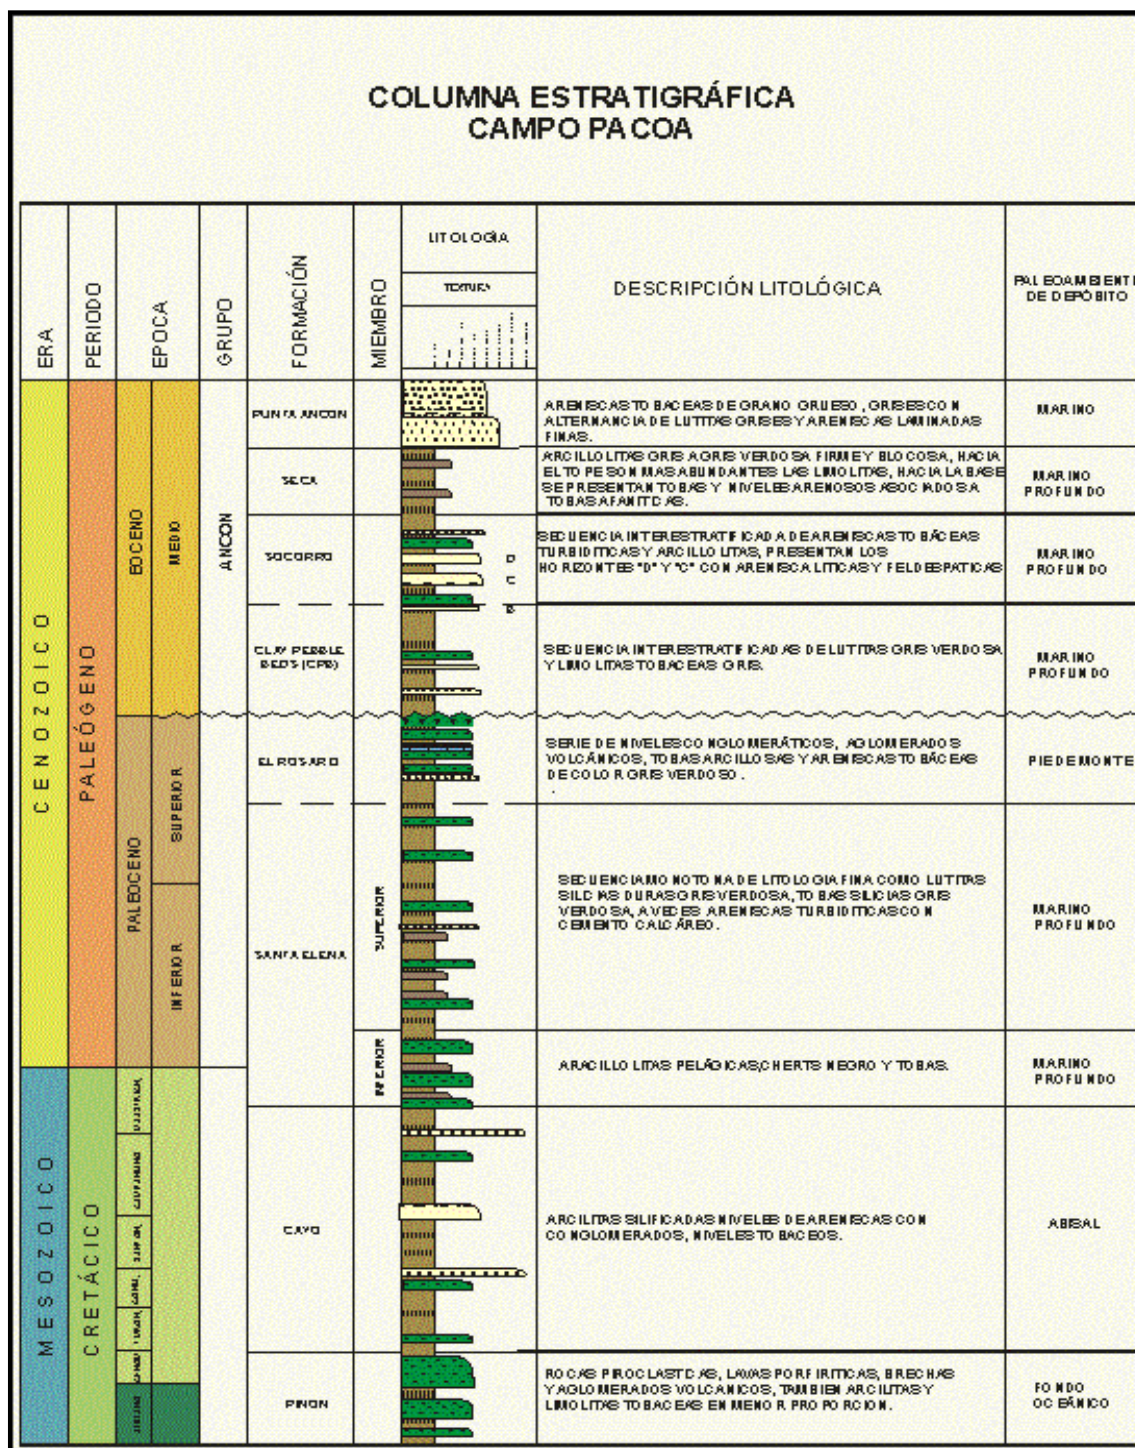 COLUMNA ESTRATIGRÁFICA
CAMPO PACOA
ERA
PERIODO
EPOCA
GRUPO
FORMACIÓN
MIEMBRO
LITOLOGÍA
TEXTURA
DESCRIPCIÓN LITOLÓGICA
PALEOAMBIENTE
DE DEPÓSITO
CENOZOICO
PALEÓGENO
EOCENO
MEDIO
ANCON
PUNTA ANCON
ARENISCAS TOBACEAS DE GRANO GRUESO, GRISES CON
ALTERNANCIA DE LUTITAS GRISES Y ARENISCAS LAMINADAS
FINAS.
MARINO
SECA
ARCILLOLITAS GRIS A GRIS VERDOSA FIRME Y BLOCOSA, HACIA
EL TOPE SON MAS ABUNDANTES LAS LIMOLITAS, HACIA LA BASE
SE PRESENTAN TOBAS Y NIVELES ARENOSOS ASOCIADOS A
TOBAS AFANITCAS.
MARINO
PROFUNDO
SOCORRO
D
C
B
SECUENCIA INTERESTRATIFICADA DE ARENISCAS TOBÁCEAS
TURBIDITICAS Y ARCILLOLITAS, PRESENTAN LOS
HORIZONTES "D" Y "C" CON ARENISCA LITICAS Y FELDESPATICAS
MARINO
PROFUNDO
CLAY PEBBLE
BEDS (CPB)
SECUENCIA INTERESTRATIFICADAS DE LUTITAS GRIS VERDOSA
Y LIMOLITAS TOBACEAS GRIS.
MARINO
PROFUNDO
PALEOCENO
SUPERIOR
INFERIOR
EL ROSARIO
SERIE DE NIVELES CONGLOMERÁTICOS, AGLOMERADOS
VOLCÁNICOS, TOBAS ARCILLOSAS Y ARENISCAS TOBÁCEAS
DE COLOR GRIS VERDOSO.
PIEDEMONTE
SANTA ELENA
SUPERIOR
SECUENCIA MONOTONA DE LITOLOGIA FINA COMO LUTITAS
SILCIAS DURAS GRIS VERDOSA, TOBAS SILICIAS GRIS
VERDOSA, A VECES ARENISCAS TURBIDITICAS CON
CEMENTO CALCÁREO.
MARINO
PROFUNDO
INFERIOR
ARACILLOLITAS PELÁGICAS, CHERTS NEGRO Y TOBAS.
MARINO
PROFUNDO
MESOZOICO
CRETÁCICO
CAYO
ARCILITAS SILIFICADAS NIVELES DE ARENISCAS CON
CONGLOMERADOS, NIVELES TOBACEOS.
ABISAL
PIÑON
ROCAS PIROCLASTCAS, LAVAS PORFIRITICAS, BRECHAS
Y AGLOMERADOS VOLCANICOS, TAMBIEN ARCILITAS Y
LIMOLITAS TOBACEAS EN MENOR PROPORCION.
FONDO
OCEÁNICO